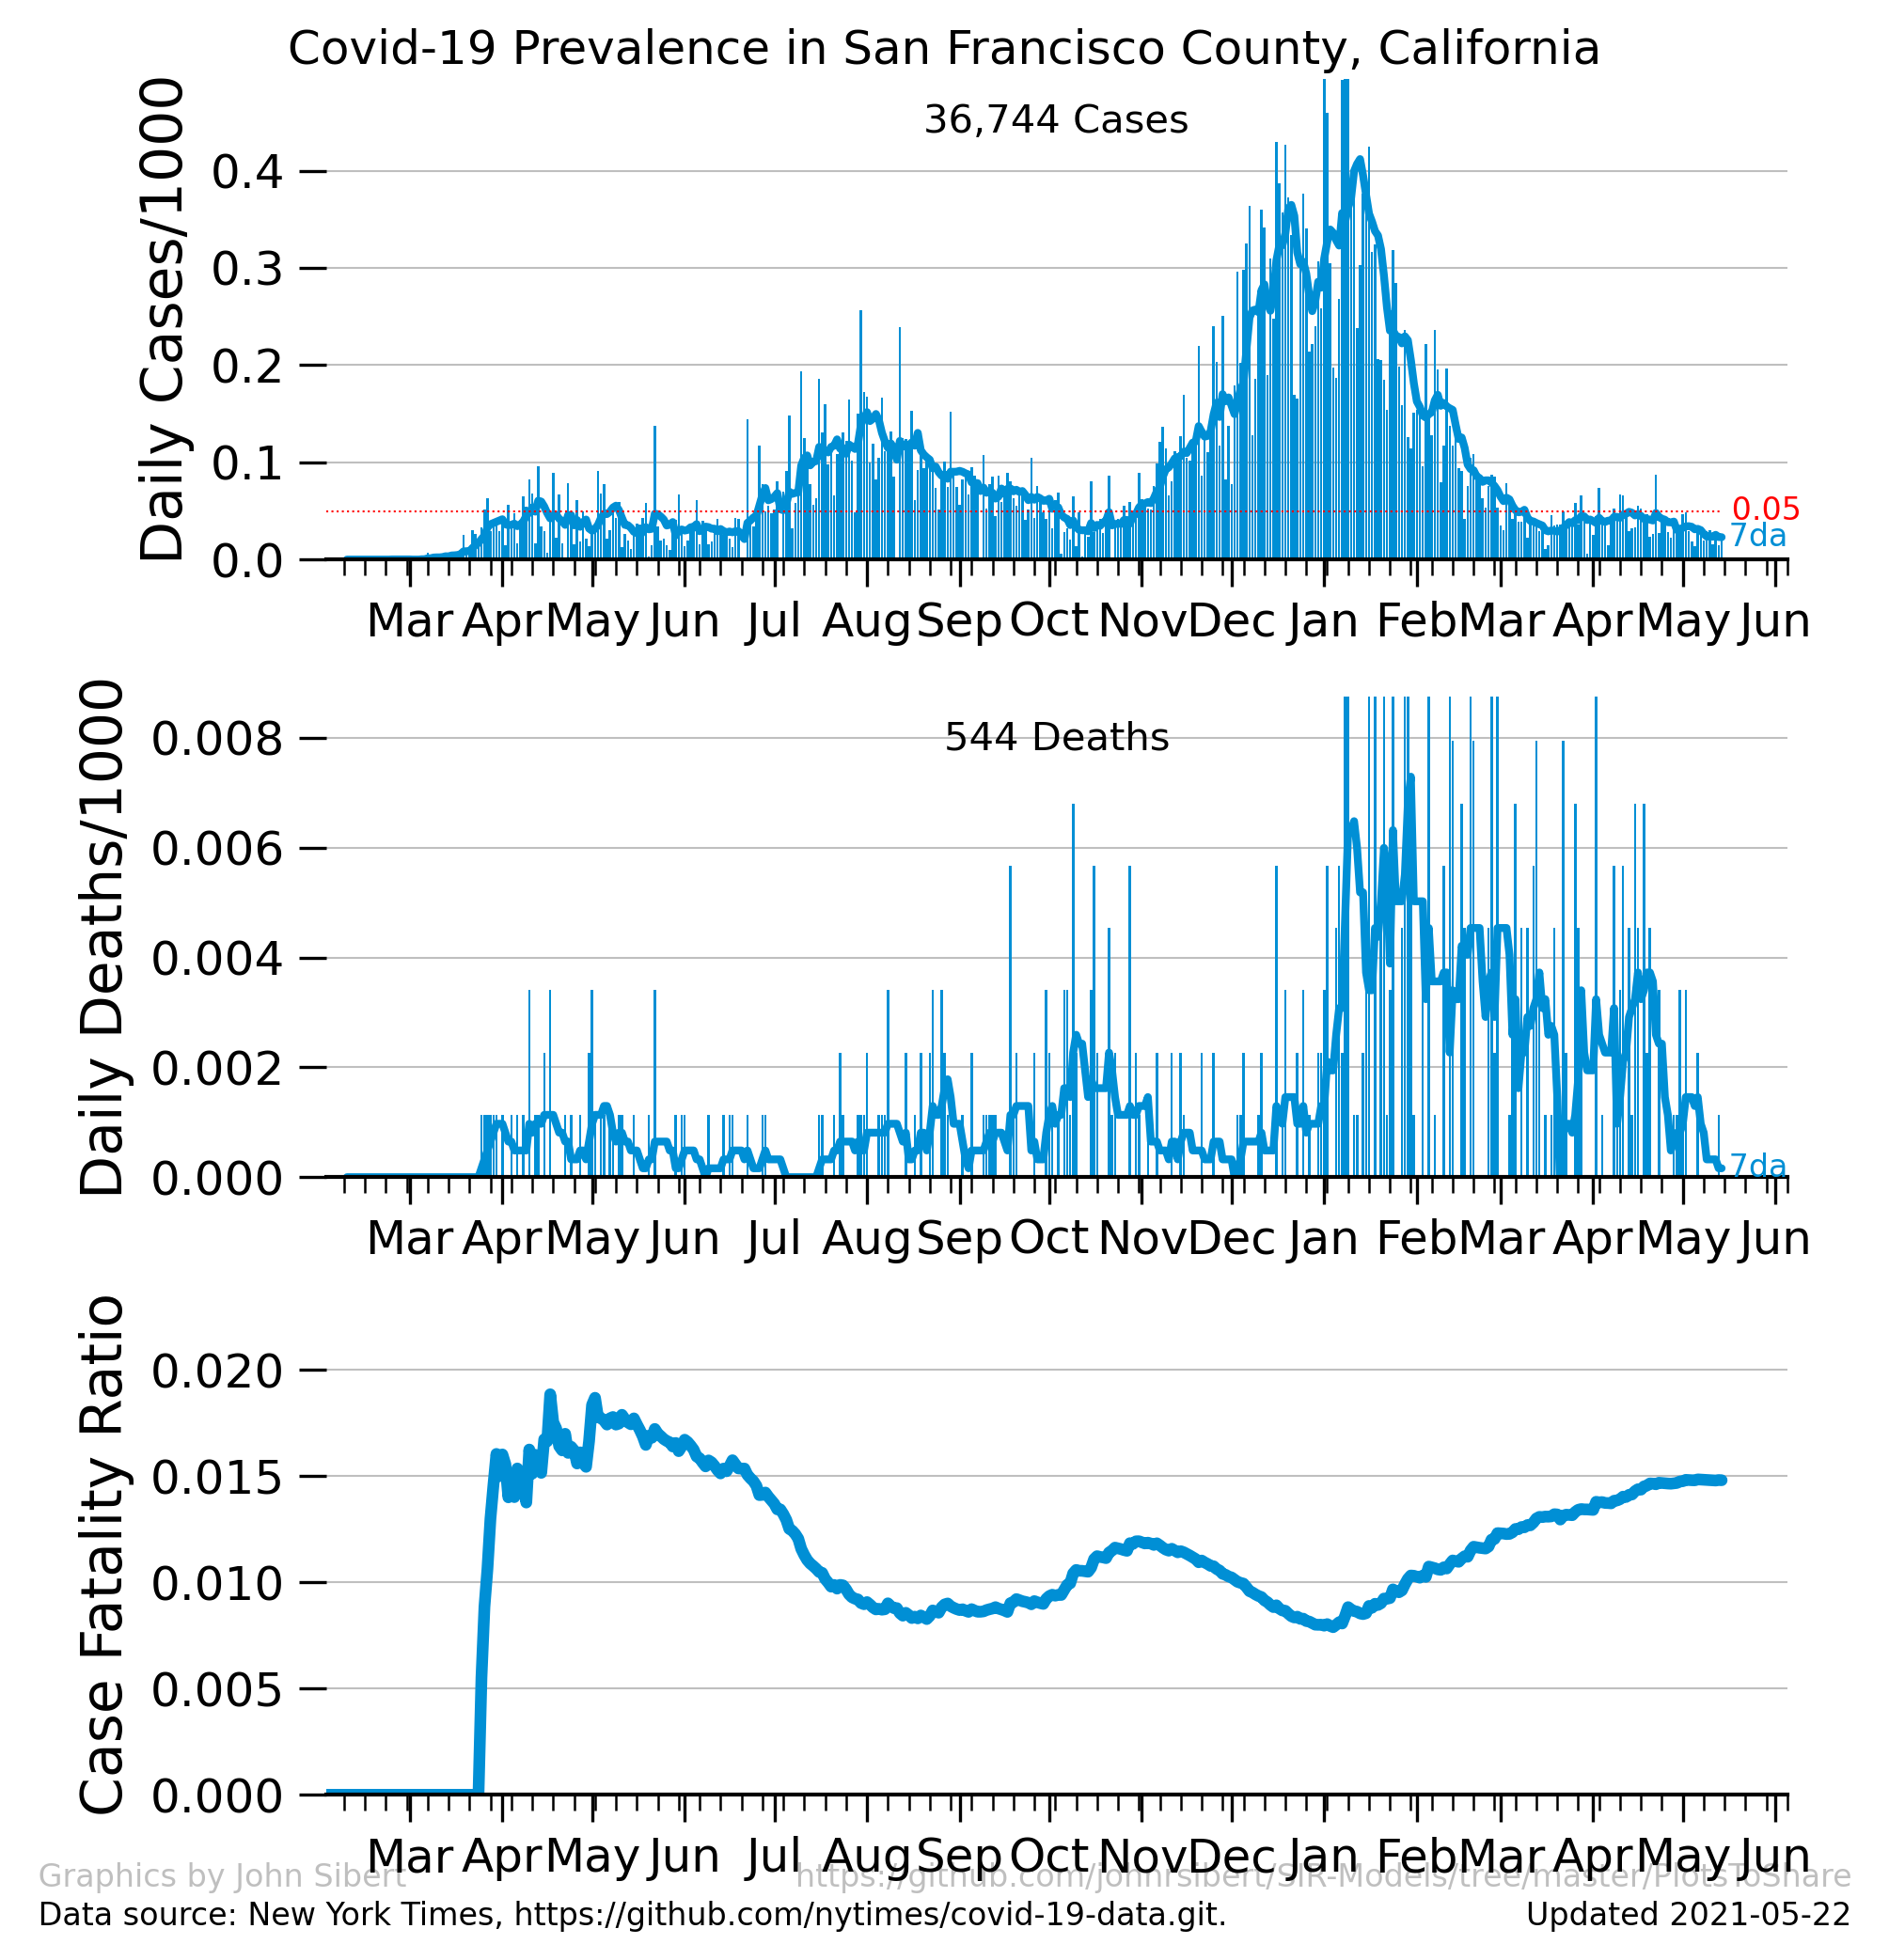 Covid-19 Prevalence in San Francisco County, California
36,744 Cases
Daily Cases/1000
0.4
0.3
0.2
0.1
0.0
0.05
7da
Mar Apr May Jun Jul Aug Sep Oct Nov Dec Jan Feb Mar Apr May Jun
544 Deaths
Daily Deaths/1000
0.008
0.006
0.004
0.002
0.000
7da
Mar Apr May Jun Jul Aug Sep Oct Nov Dec Jan Feb Mar Apr May Jun
Case Fatality Ratio
0.020
0.015
0.010
0.005
0.000
Mar Apr May Jun Jul Aug Sep Oct Nov Dec Jan Feb Mar Apr May Jun
Graphics by John Sibert https://github.com/johnrsibert/SIR-Models/tree/master/PlotsToShare
Data source: New York Times, https://github.com/nytimes/covid-19-data.git. Updated 2021-05-22